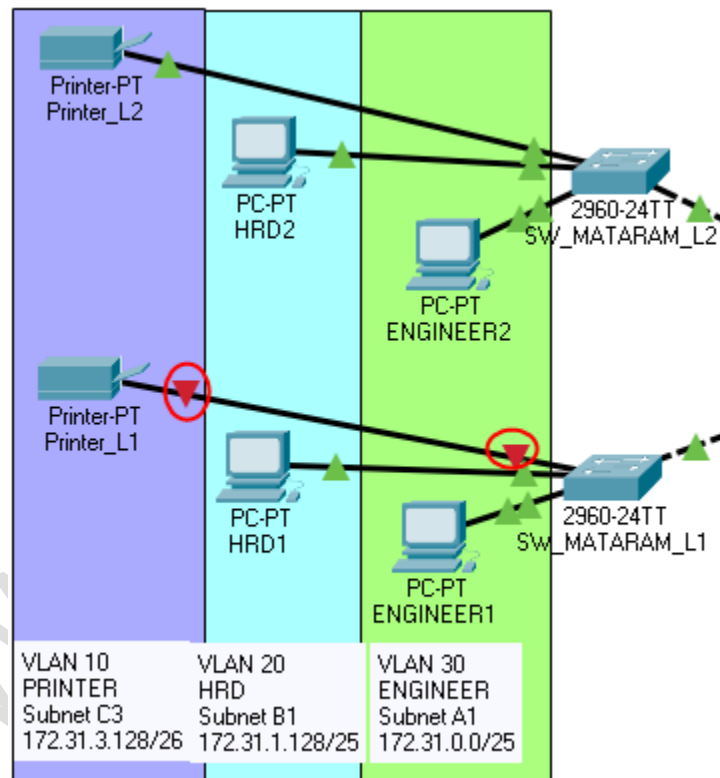 Printer-PT
Printer_L2
PC-PT
HRD2
2960-24TT
SW_MATARAM_L2
PC-PT
ENGINEER2
Printer-PT
Printer_L1
PC-PT
HRD1
2960-24TT
SW_MATARAM_L1
PC-PT
ENGINEER1
VLAN 10
PRINTER
Subnet C3
172.31.3.128/26
VLAN 20
HRD
Subnet B1
172.31.1.128/25
VLAN 30
ENGINEER
Subnet A1
172.31.0.0/25